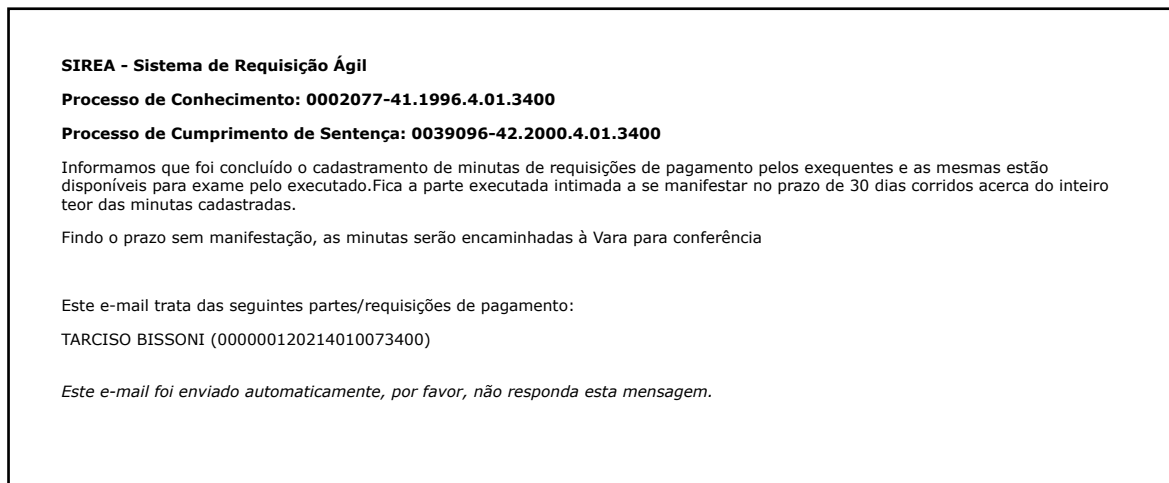 SIREA - Sistema de Requisição Ágil
Processo de Conhecimento: 0002077-41.1996.4.01.3400
Processo de Cumprimento de Sentença: 0039096-42.2000.4.01.3400
Informamos que foi concluído o cadastramento de minutas de requisições de pagamento pelos exequentes e as mesmas estão
disponíveis para exame pelo executado.Fica a parte executada intimada a se manifestar no prazo de 30 dias corridos acerca do inteiro
teor das minutas cadastradas.
Findo o prazo sem manifestação, as minutas serão encaminhadas à Vara para conferência
Este e-mail trata das seguintes partes/requisições de pagamento:
TARCISO BISSONI (000000120214010073400)
Este e-mail foi enviado automaticamente, por favor, não responda esta mensagem.